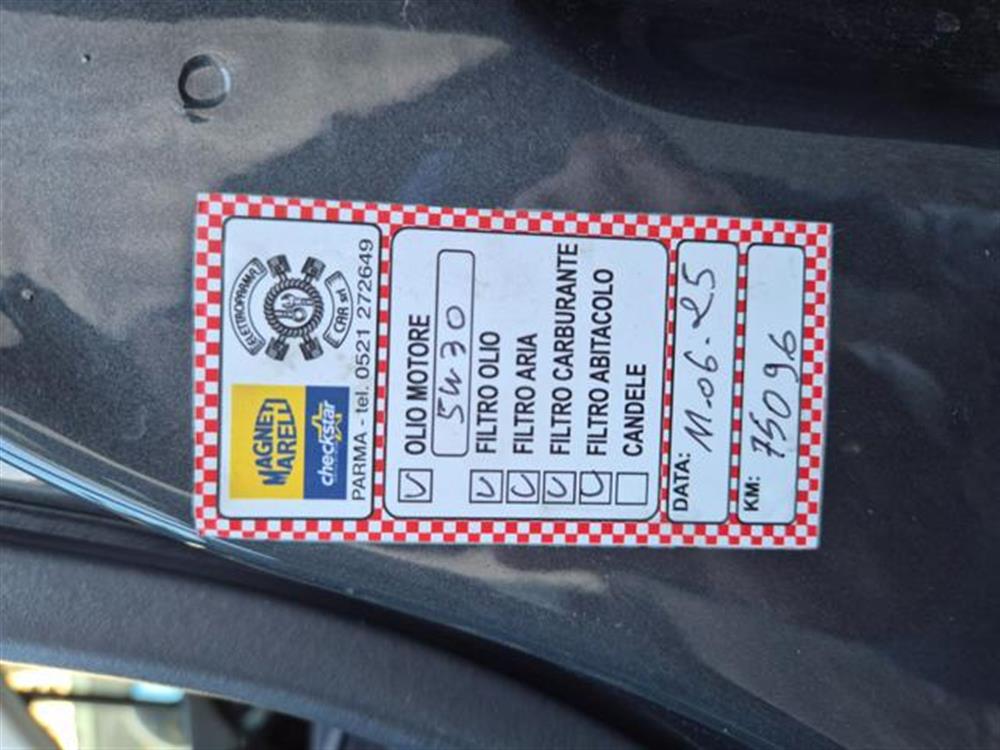 MAGNETI
MARELLI
checkstar
ELETTROPARMA
CAR srl
PARMA - tel. 0521 272649
OLIO MOTORE
5W30
FILTRO OLIO
FILTRO ARIA
FILTRO CARBURANTE
FILTRO ABITACOLO
CANDELE
DATA: 11-06-25
KM: 75096